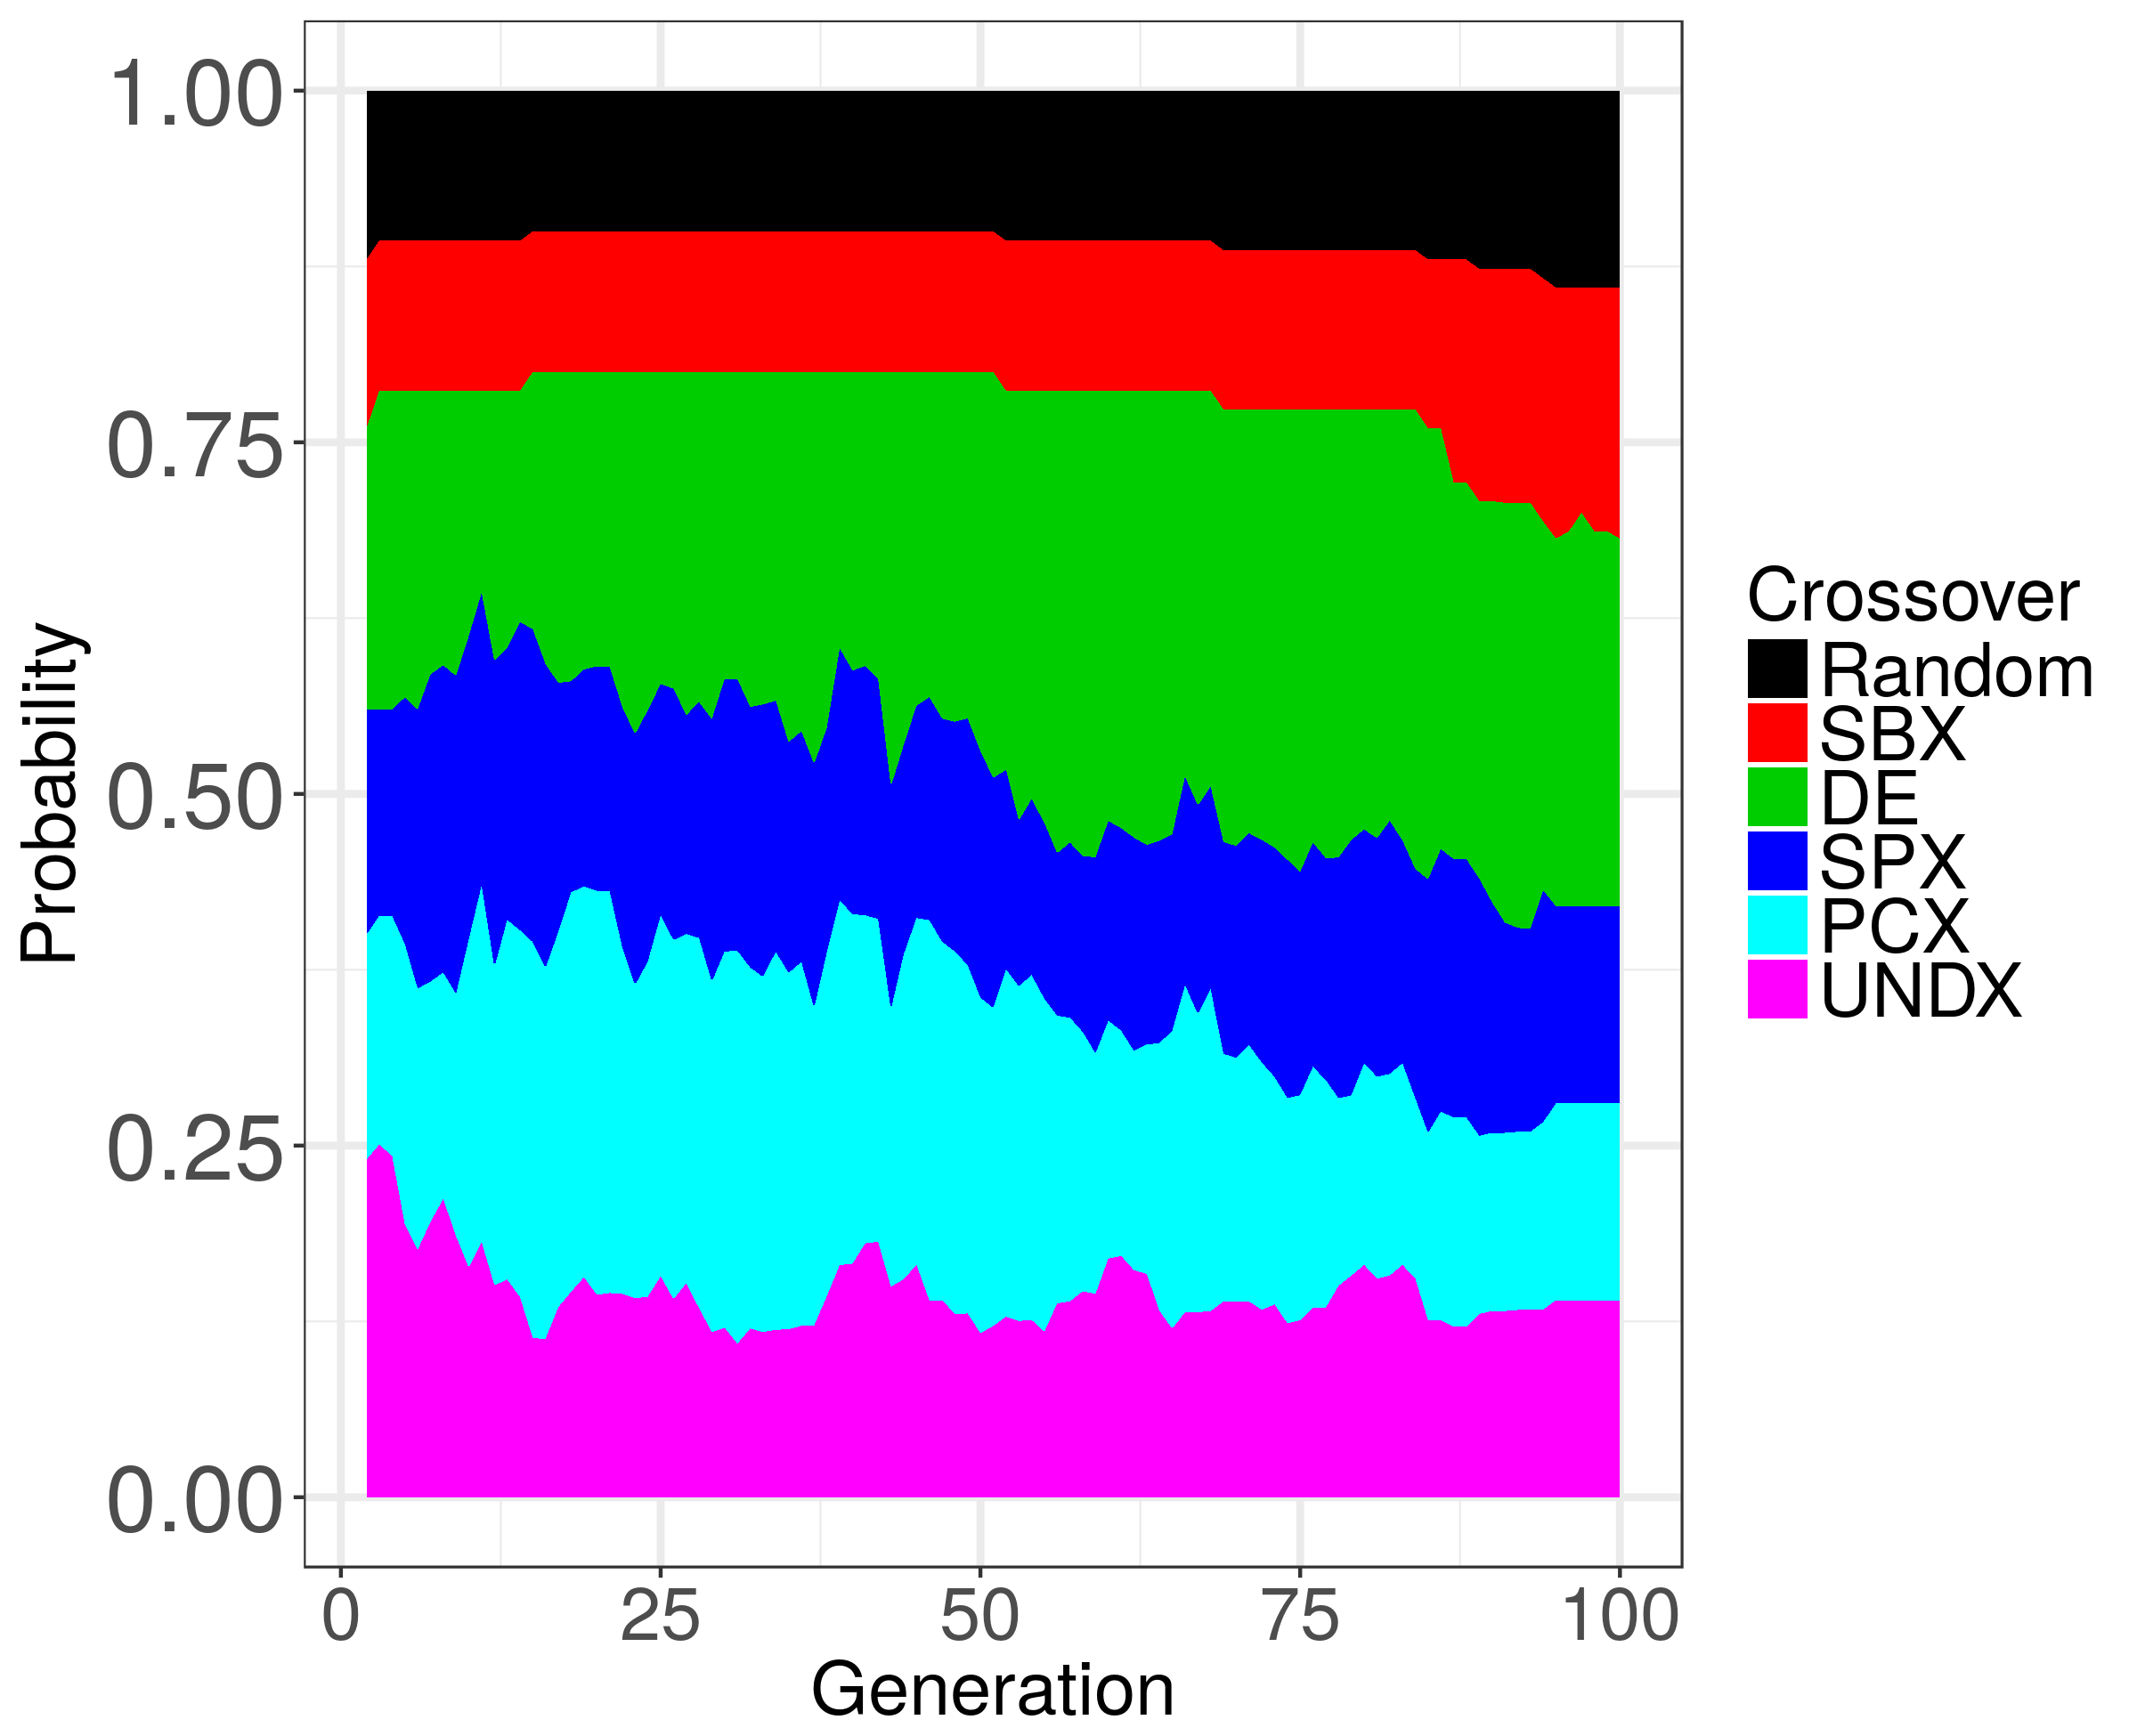 Probability
1.00
0.75
0.50
0.25
0.00
0
25
50
75
100
Generation
Crossover
Random
SBX
DE
SPX
PCX
UNDX